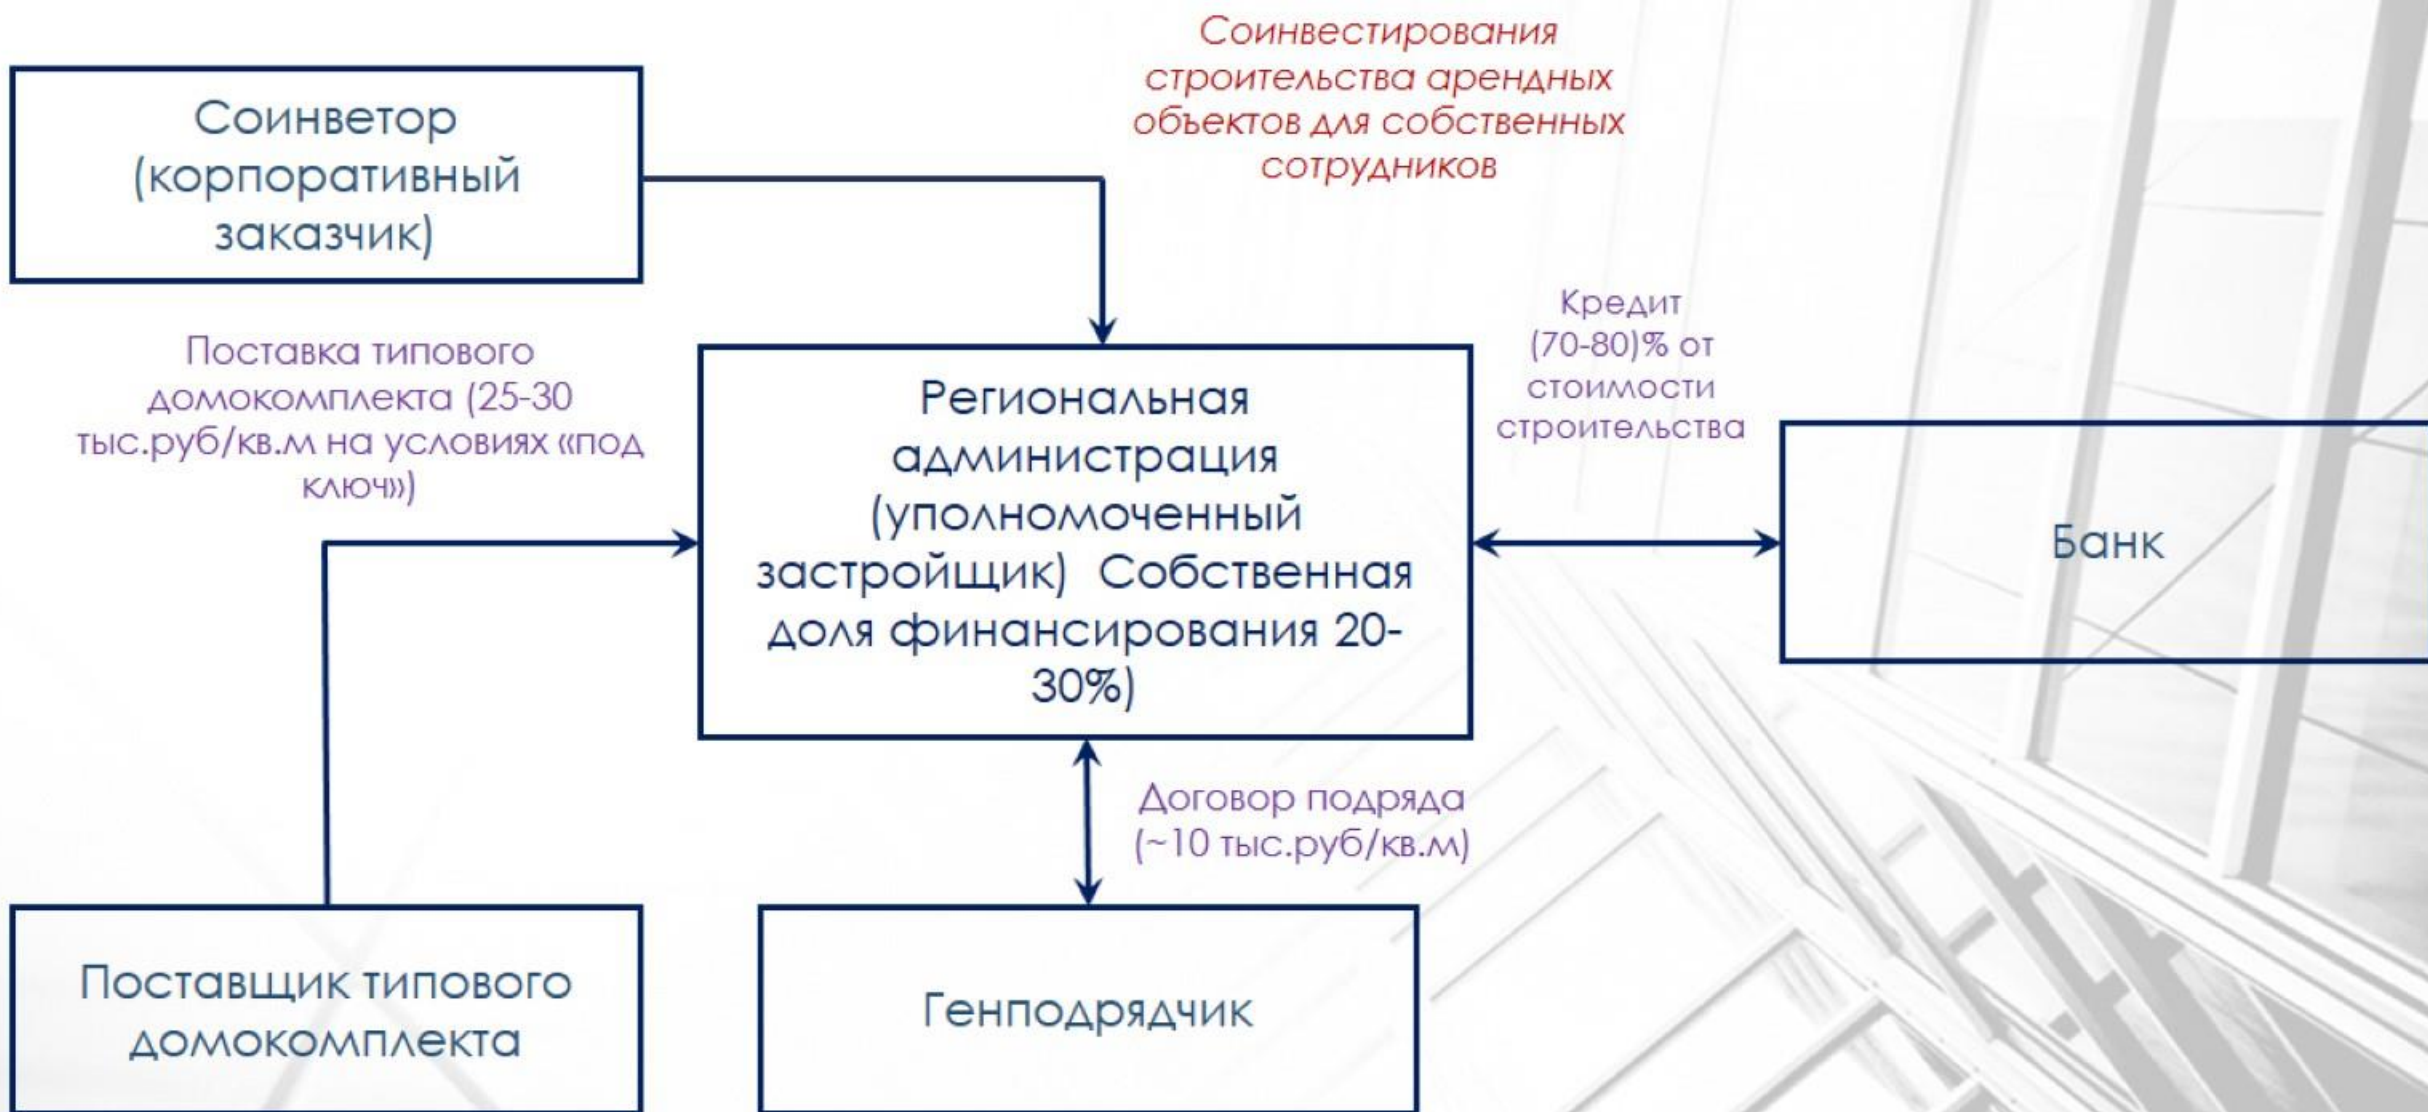 Соинвестирования
строительства арендных
объектов для собственных
сотрудников
Соинветор
(корпоративный
заказчик)
Поставка типового
домокомплекта (25-30
тыс.руб/кв.м на условиях «под
ключ»)
Кредит
(70-80)% от
стоимости
строительства
Региональная
администрация
(уполномоченный
застройщик)  Собственная
доля финансирования 20-
30%)
Банк
Договор подряда
(~10 тыс.руб/кв.м)
Поставщик типового
домокомплекта
Генподрядчик